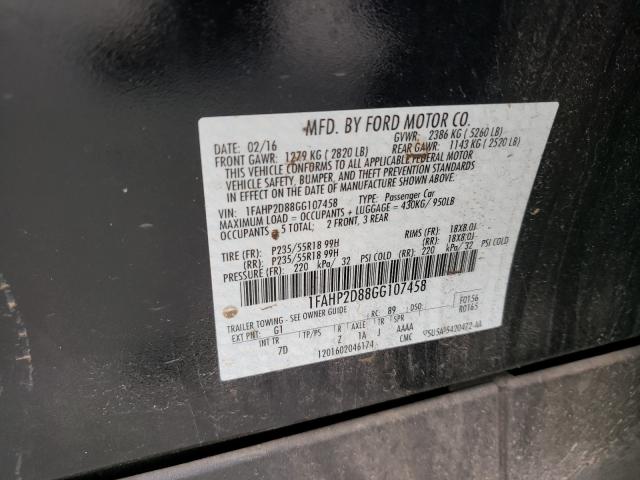 MFD. BY FORD MOTOR CO.
DATE: 02/16 GVWR: 2386 KG ( 5260 LB)
FRONT GAWR: 1279 KG ( 2820 LB) REAR GAWR: 1143 KG ( 2520 LB)
THIS VEHICLE CONFORMS TO ALL APPLICABLE FEDERAL MOTOR
VEHICLE SAFETY, BUMPER, AND THEFT PREVENTION STANDARDS
IN EFFECT ON THE DATE OF MANUFACTURE SHOWN ABOVE.
VIN: 1FAHP2D88GG107458 TYPE: Passenger Car
MAXIMUM LOAD = OCCUPANTS + LUGGAGE = 430KG/ 950LB
OCCUPANTS 5 TOTAL; 2 FRONT, 3 REAR
TIRE (FR): P235/55R18 99H RIMS (FR): 18X8.0J
(RR): P235/55R18 99H (RR): 18X8.0J
PRESSURE (FR): 220 kPa/ 32 PSI COLD (RR): 220 kPa/ 32 PSI COLD
1FAHP2D88GG107458
TRAILER TOWING - SEE OWNER GUIDE RC: 89 DSO: F0156
EXT PNT: G1 R0165
INT TR TP/PS R AXLE TR SPR
7D Z 1A J AAAA
1201602046174 CMC